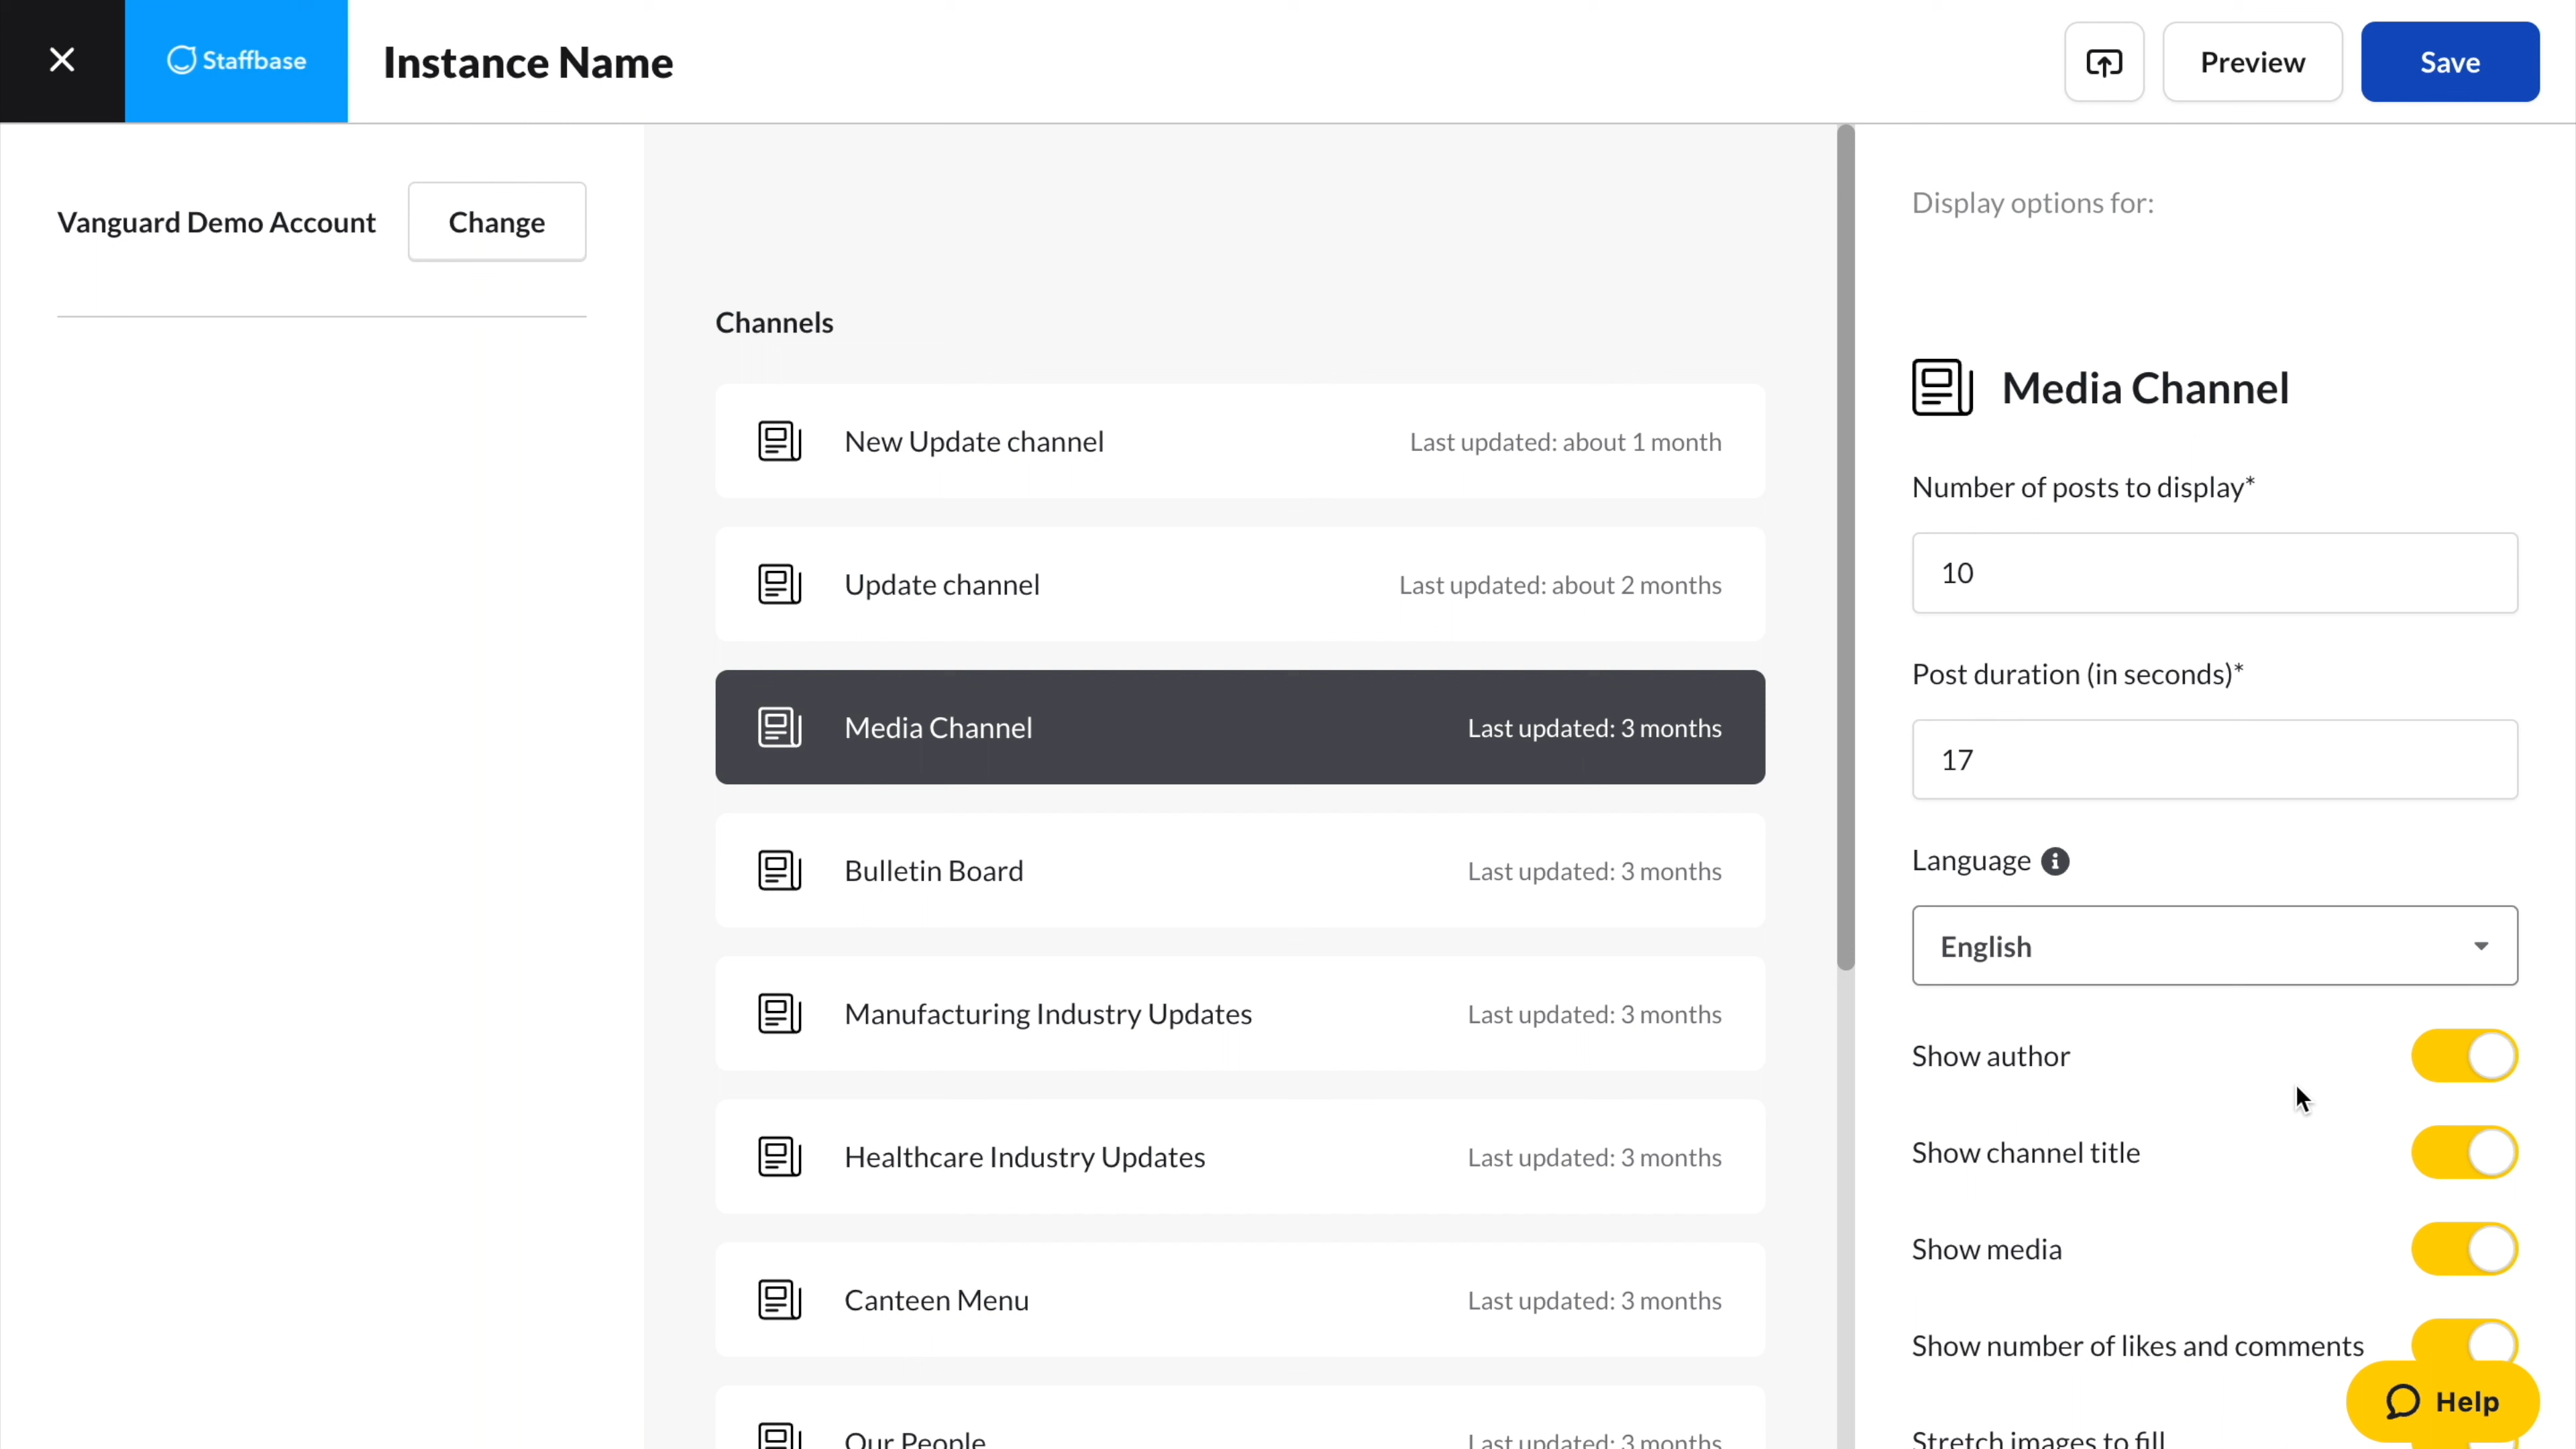 Staffbase
Instance Name
Preview
Save
Vanguard Demo Account
Change
Channels
New Update channel
Last updated: about 1 month
Update channel
Last updated: about 2 months
Media Channel
Last updated: 3 months
Bulletin Board
Last updated: 3 months
Manufacturing Industry Updates
Last updated: 3 months
Healthcare Industry Updates
Last updated: 3 months
Canteen Menu
Last updated: 3 months
Our People
Last updated: 3 months
Display options for:
Media Channel
Number of posts to display*
10
Post duration (in seconds)*
17
Language
English
Show author
Show channel title
Show media
Show number of likes and comments
Stretch images to fill
Help